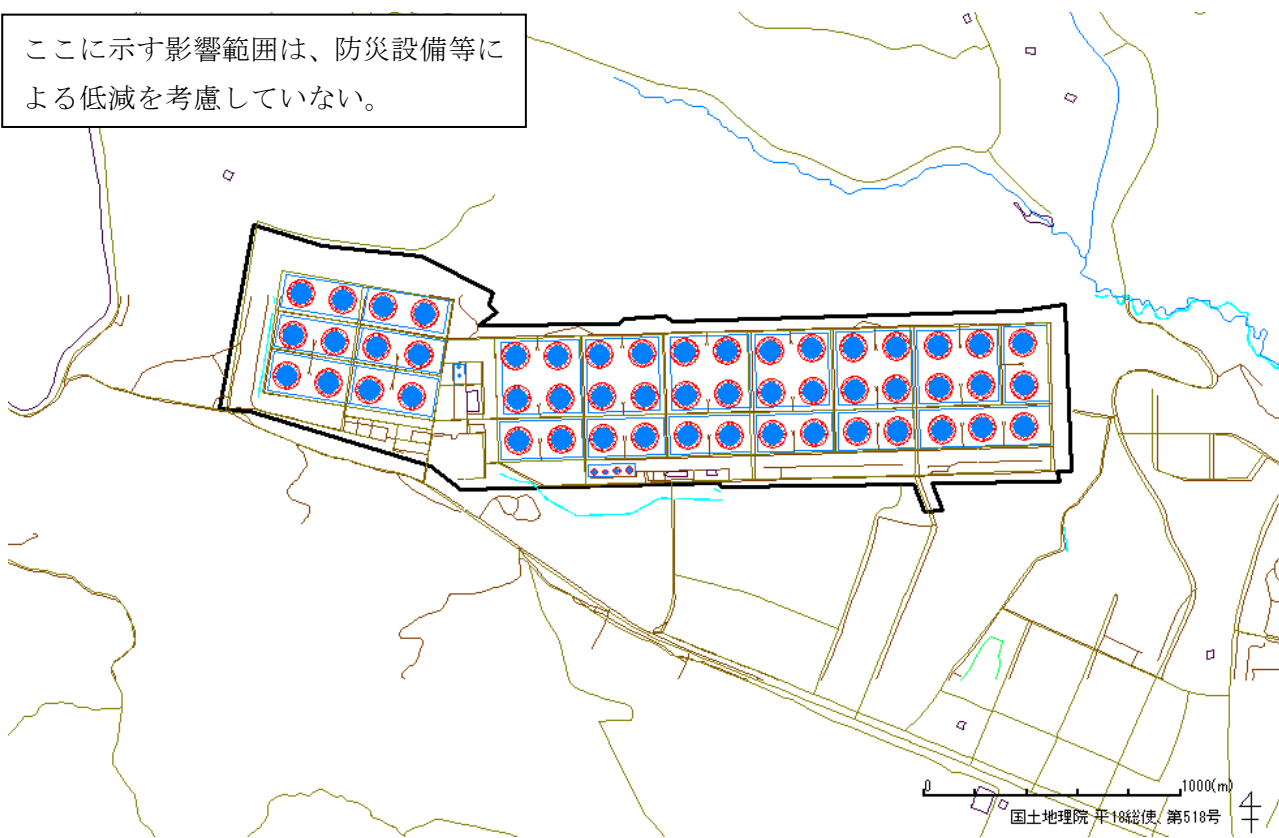 ここに示す影響範囲は、防災設備等に
よる低減を考慮していない。
0 1000(m)
国土地理院 平18総使、第518号